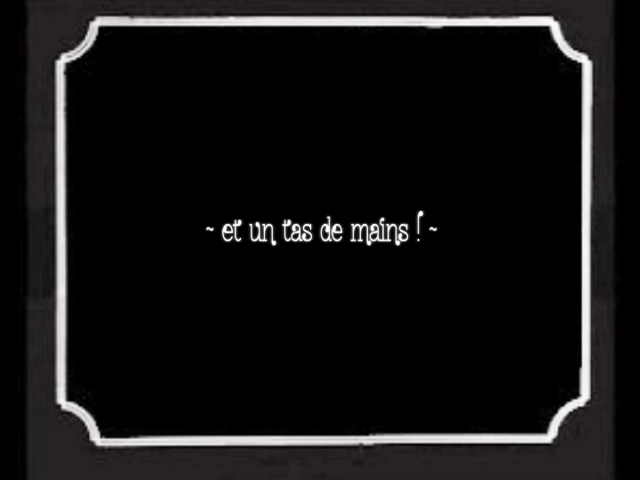 ~ et un tas de mains ! ~